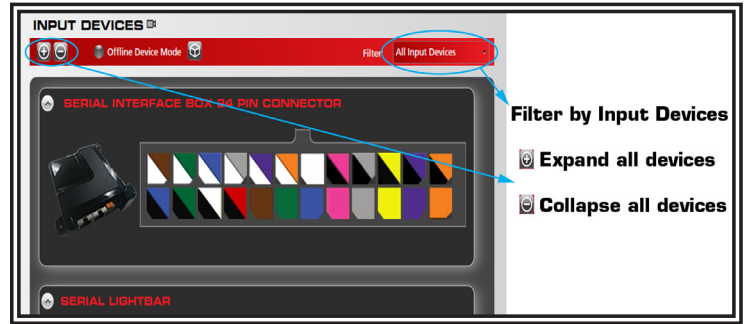 INPUT DEVICES
Offline Device Mode
Filter: All Input Devices
SERIAL INTERFACE BOX 24 PIN CONNECTOR
Filter by Input Devices
Expand all devices
Collapse all devices
SERIAL LIGHTBAR